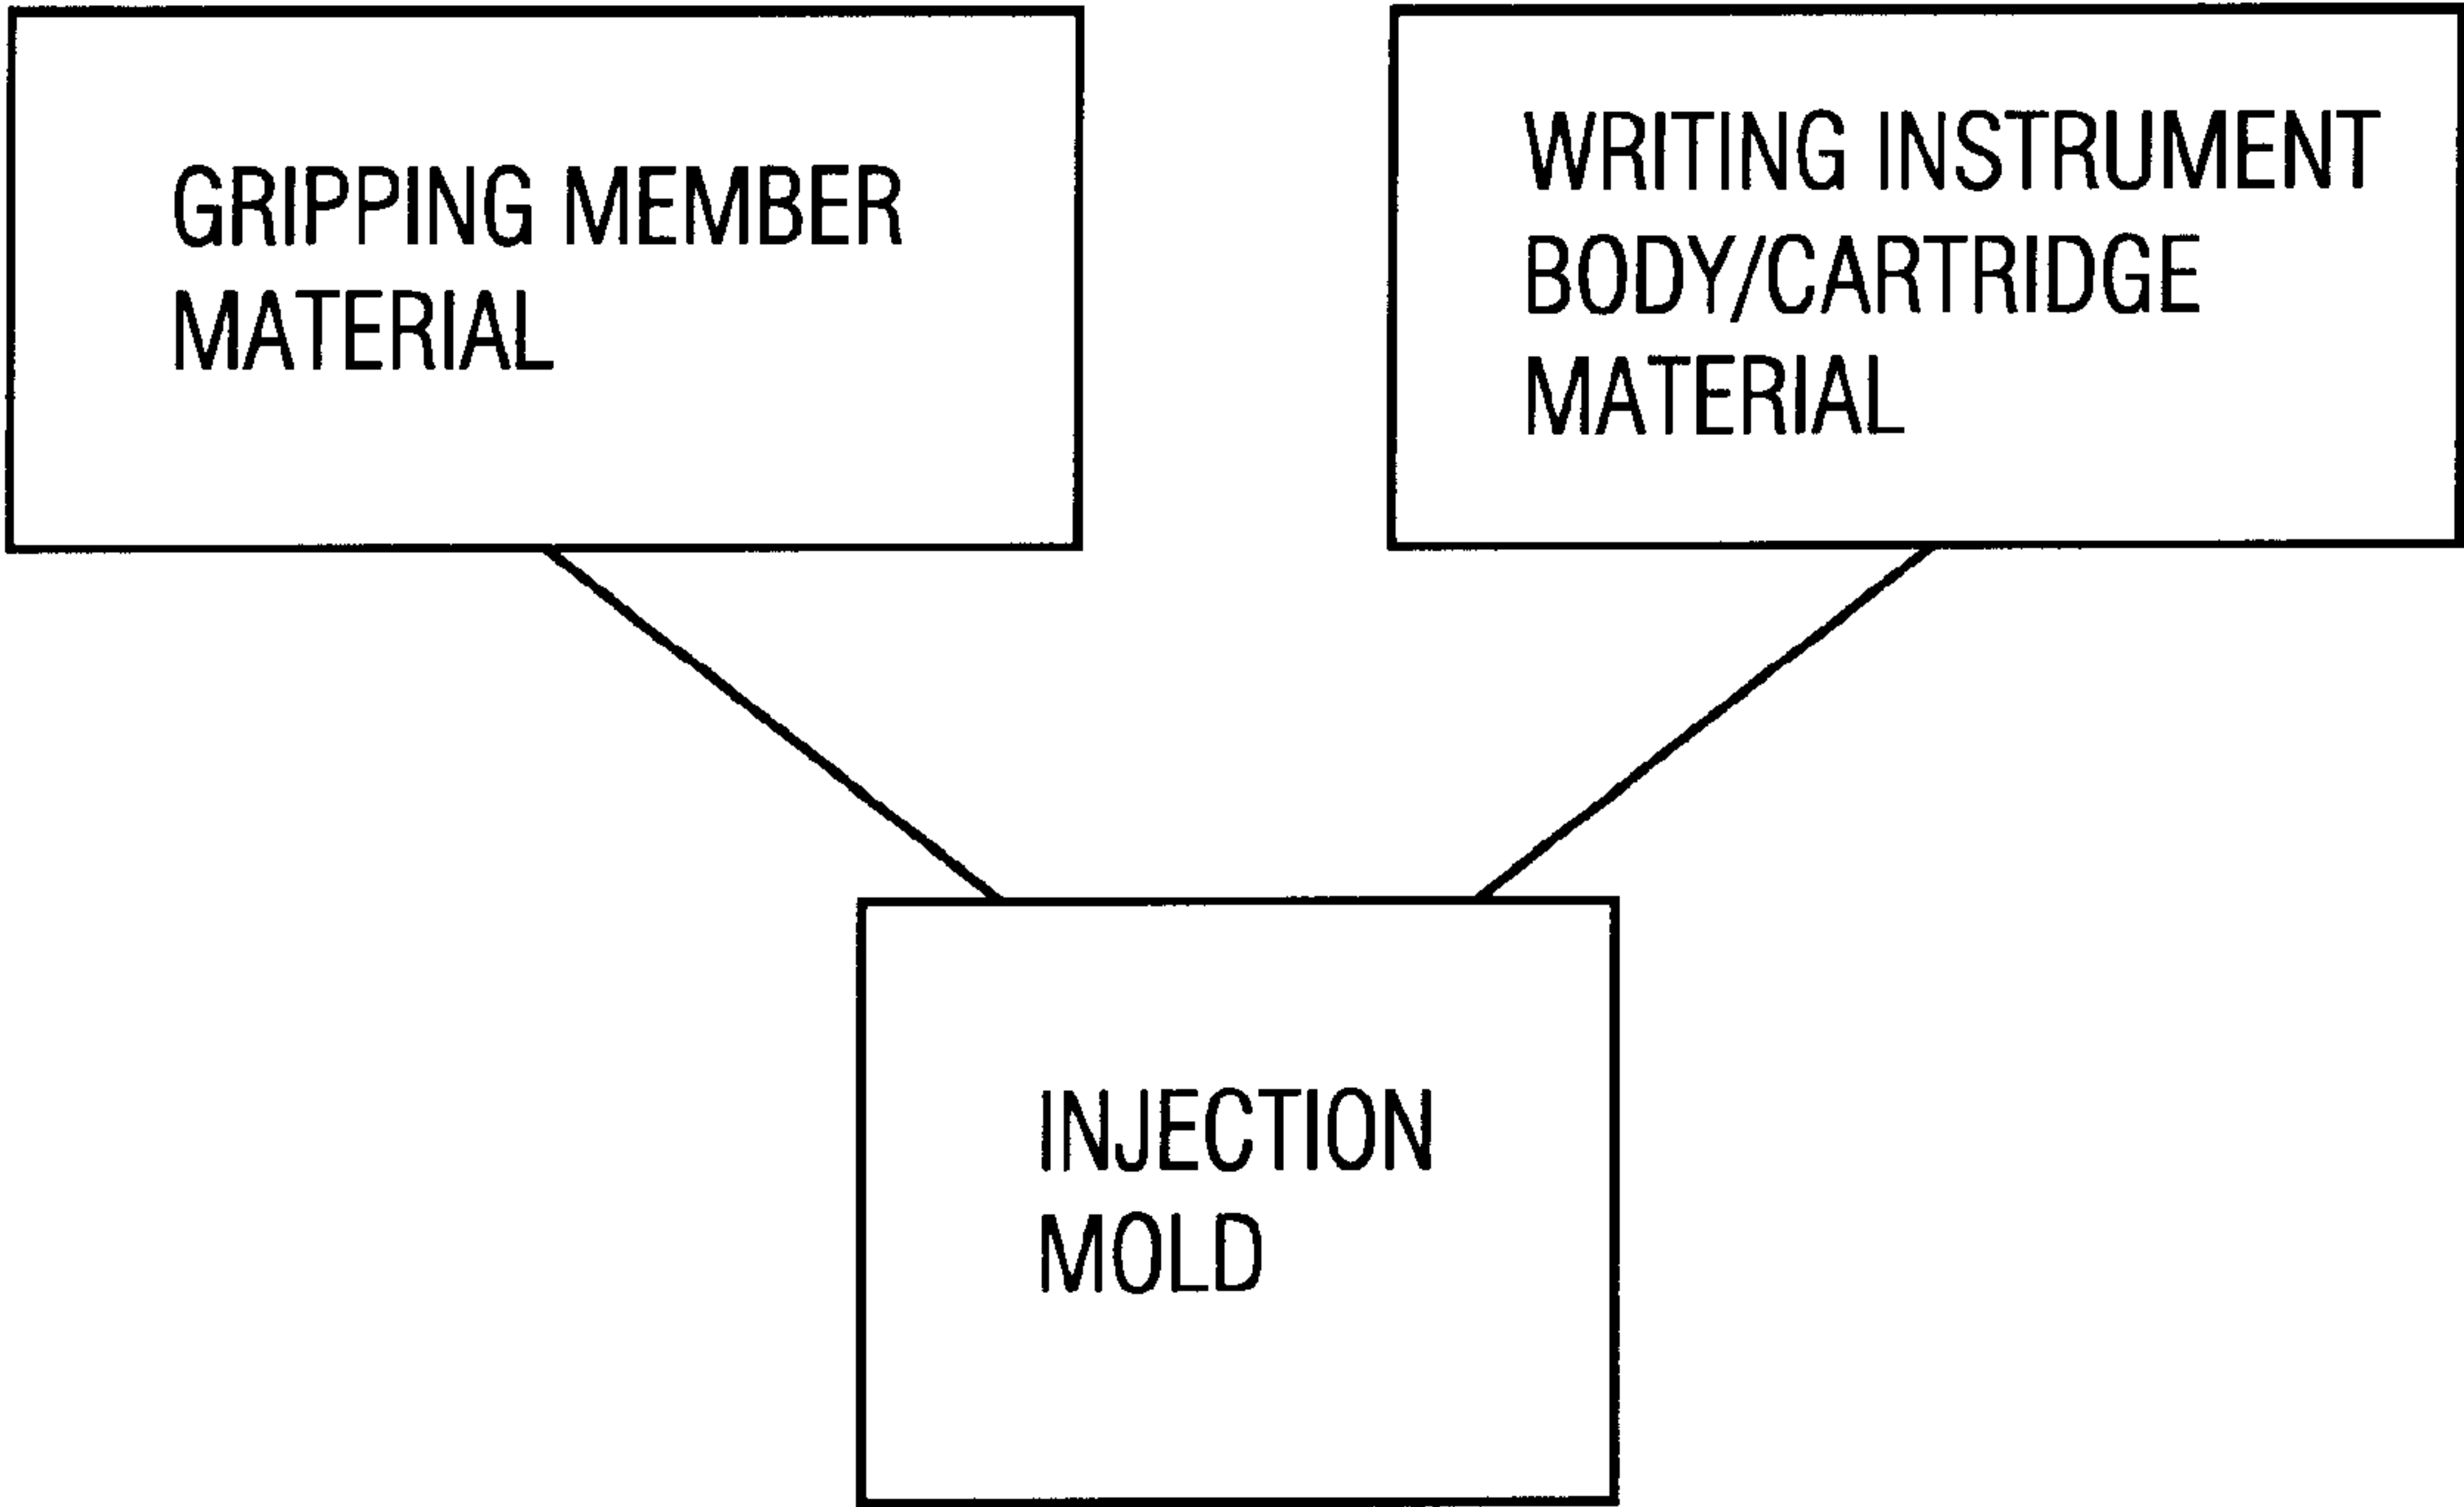 GRIPPING MEMBER
MATERIAL
WRITING INSTRUMENT
BODY/CARTRIDGE
MATERIAL
INJECTION
MOLD